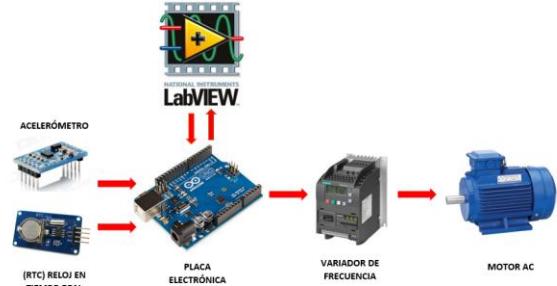 NATIONAL INSTRUMENTS
LabVIEW
ACELERÓMETRO
(RTC) RELOJ EN
PLACA
ELECTRÓNICA
VARIADOR DE
FRECUENCIA
MOTOR AC